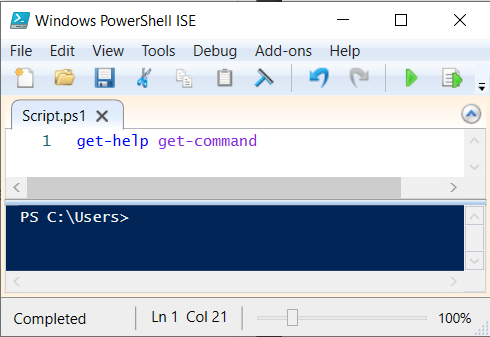 Windows PowerShell ISE
File Edit View Tools Debug Add-ons Help
Script.ps1
1 get-help get-command
PS C:\Users>
Completed Ln 1 Col 21 100%